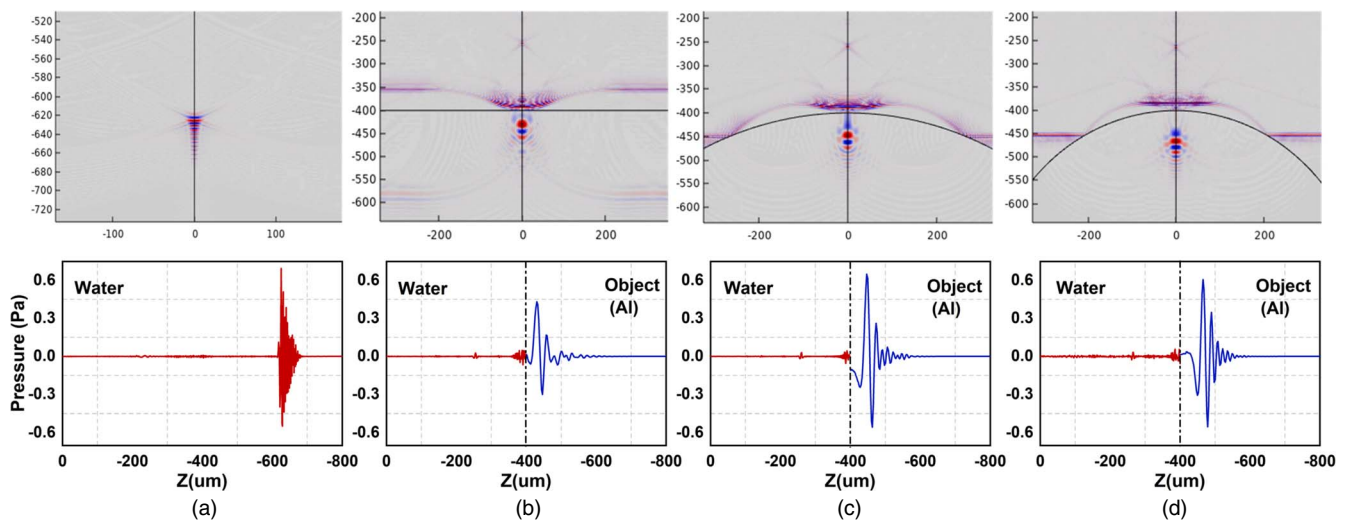 -520
-540
-560
-580
-600
-620
-640
-660
-680
-700
-720
-100 0 100
-200
-250
-300
-350
-400
-450
-500
-550
-600
-200 0 200
-200
-250
-300
-350
-400
-450
-500
-550
-600
-200 0 200
-200
-250
-300
-350
-400
-450
-500
-550
-600
-200 0 200
Pressure (Pa)
0.6
0.3
0.0
-0.3
-0.6
Water
0 -200 -400 -600 -800
Z(um)
(a)
0.6
0.3
0.0
-0.3
-0.6
Water Object
(Al)
0 -200 -400 -600 -800
Z(um)
(b)
0.6
0.3
0.0
-0.3
-0.6
Water Object
(Al)
0 -200 -400 -600 -800
Z(um)
(c)
0.6
0.3
0.0
-0.3
-0.6
Water Object
(Al)
0 -200 -400 -600 -800
Z(um)
(d)